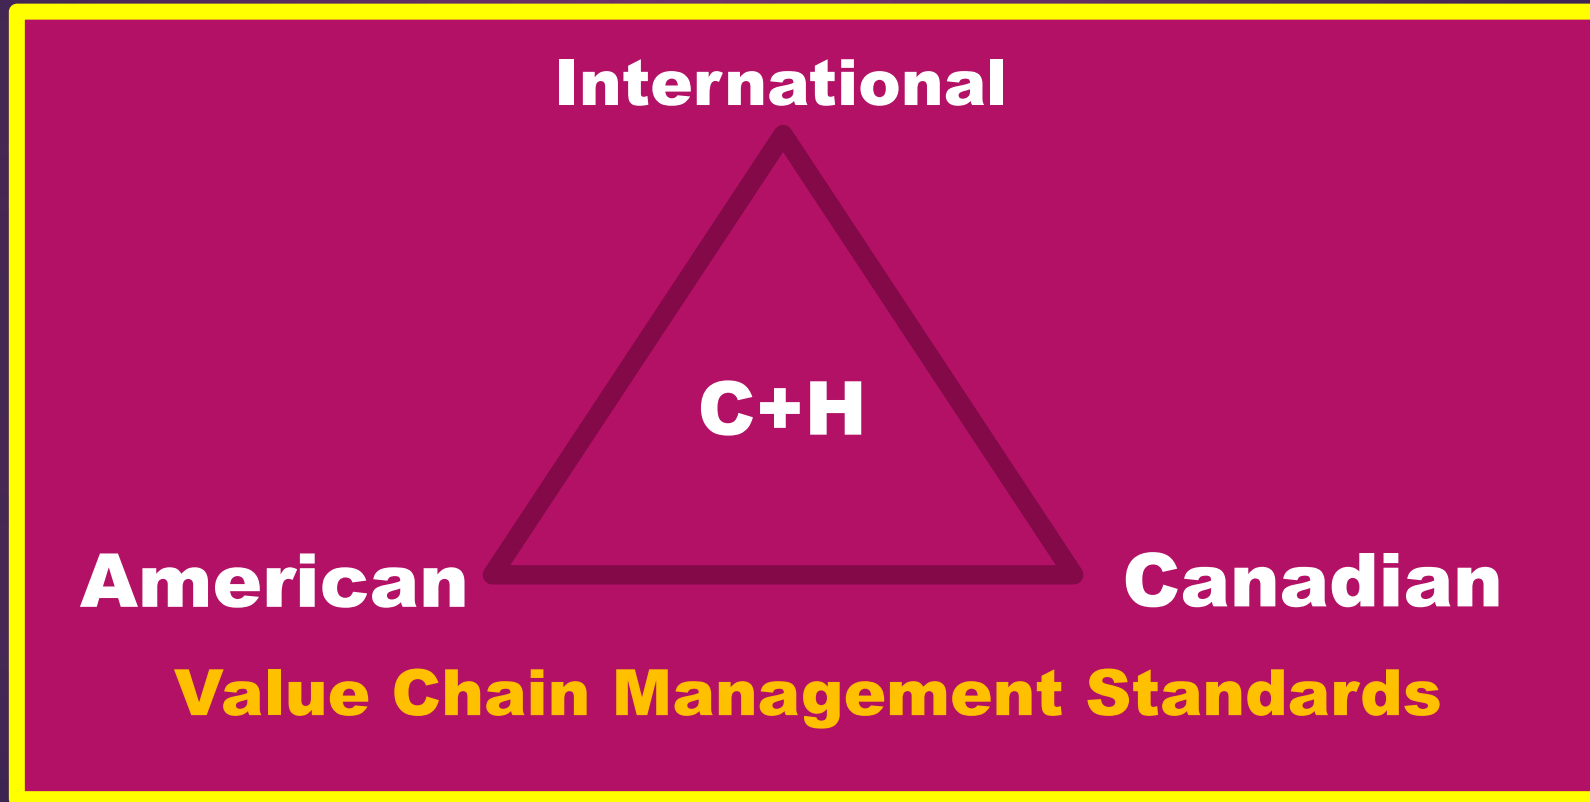 International
C+H
American Canadian
Value Chain Management Standards